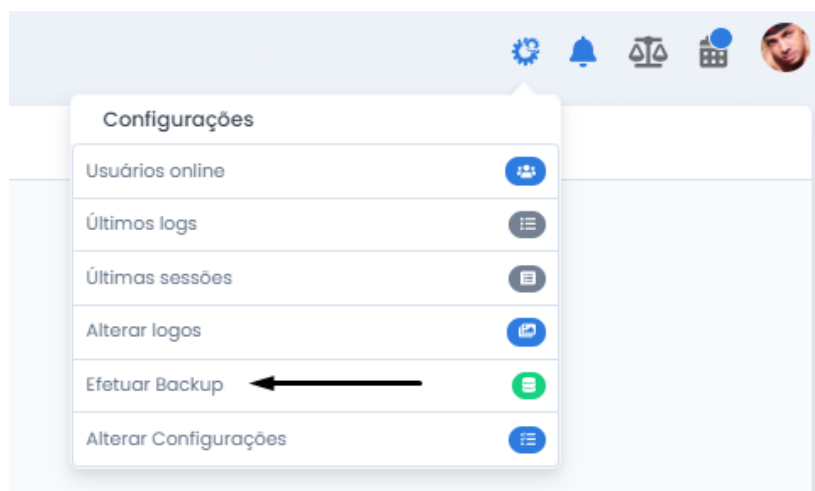 Configurações
Usuários online
Últimos logs
Últimas sessões
Alterar logos
Efetuar Backup
Alterar Configurações